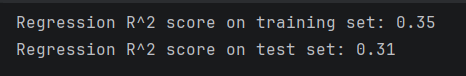 Regression R^2 score on training set: 0.35
Regression R^2 score on test set: 0.31